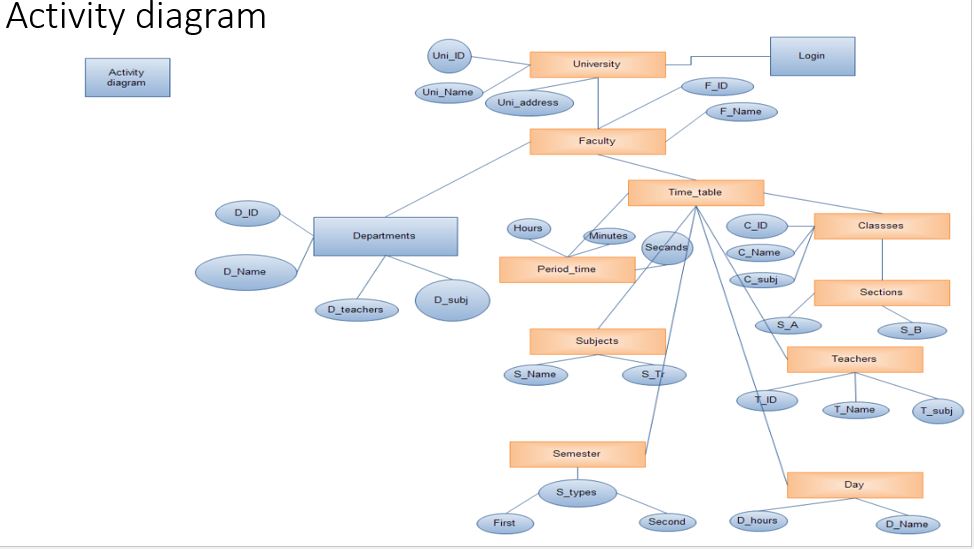 Activity diagram
Activity
diagram
Uni_ID
University
Login
Uni_Name
Uni_address
F_ID
F_Name
Faculty
Time_table
D_ID
Departments
Hours
Minutes
Secands
C_ID
Classses
C_Name
D_Name
Period_time
C_subj
D_teachers
D_subj
Sections
S_A
S_B
Subjects
Teachers
S_Name
S_Tr
T_ID
T_Name
T_subj
Semester
Day
S_types
First
Second
D_hours
D_Name